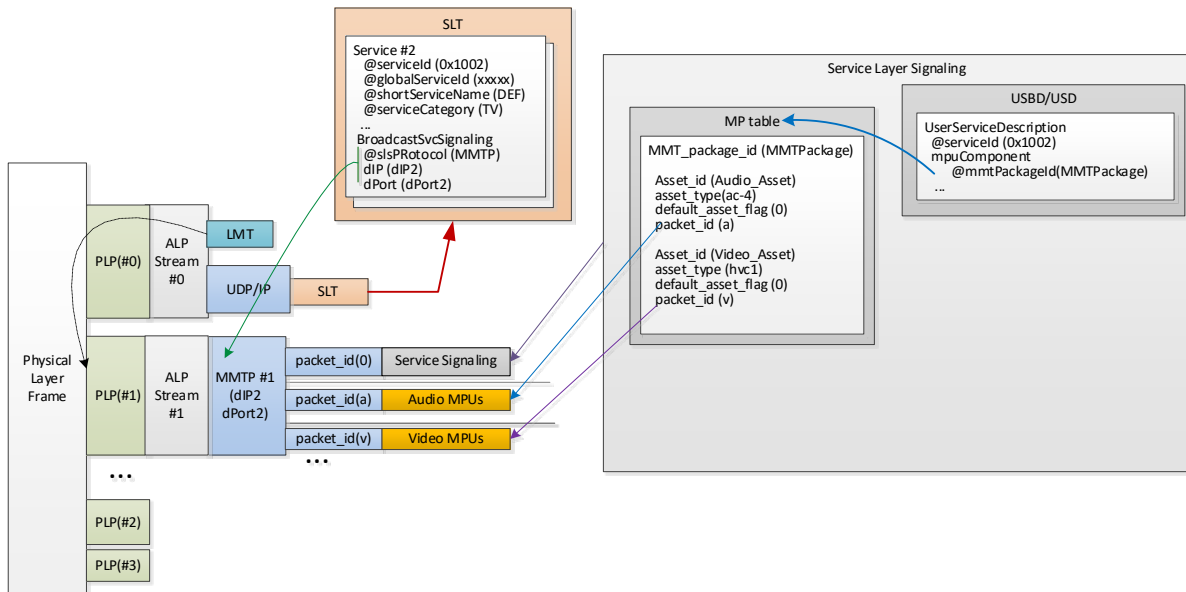 SLT
Service #2
@serviceId (0x1002)
@globalServiceId (xxxxx)
@shortServiceName (DEF)
@serviceCategory (TV)
...
BroadcastSvcSignaling
@slsPRotocol (MMTP)
dIP (dIP2)
dPort (dPort2)
Service Layer Signaling
MP table
MMT_package_id (MMTPackage)
Asset_id (Audio_Asset)
asset_type(ac-4)
default_asset_flag (0)
packet_id (a)
Asset_id (Video_Asset)
asset_type (hvc1)
default_asset_flag (0)
packet_id (v)
USBD/USD
UserServiceDescription
@serviceId (0x1002)
mpuComponent
@mmtPackageId(MMTPackage)
...
Physical
Layer
Frame
PLP(#0)
ALP
Stream
#0
LMT
UDP/IP
SLT
PLP(#1)
ALP
Stream
#1
MMTP #1
(dIP2
dPort2)
packet_id(0)
Service Signaling
packet_id(a)
Audio MPUs
packet_id(v)
Video MPUs
...
...
PLP(#2)
PLP(#3)